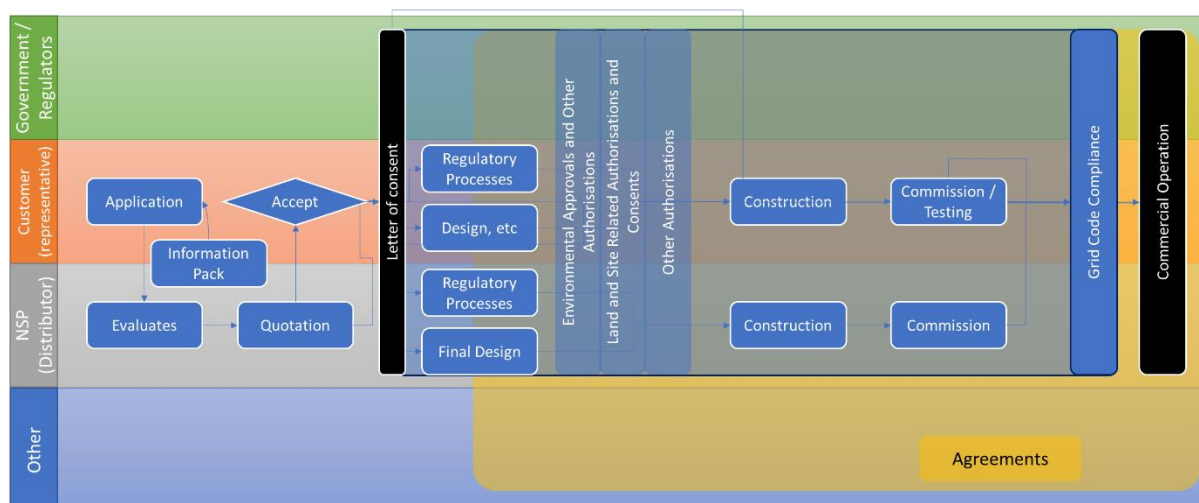 Government /
Regulators
Customer
(representative)
NSP
(Distributor)
Other
Application
Information
Pack
Evaluates
Quotation
Accept
Letter of consent
Regulatory
Processes
Design, etc
Regulatory
Processes
Final Design
Environmental Approvals and Other
Authorisations
Land and Site Related Authorisations and
Consents
Other Authorisations
Construction
Commission /
Testing
Construction
Commission
Grid Code Compliance
Commercial Operation
Agreements